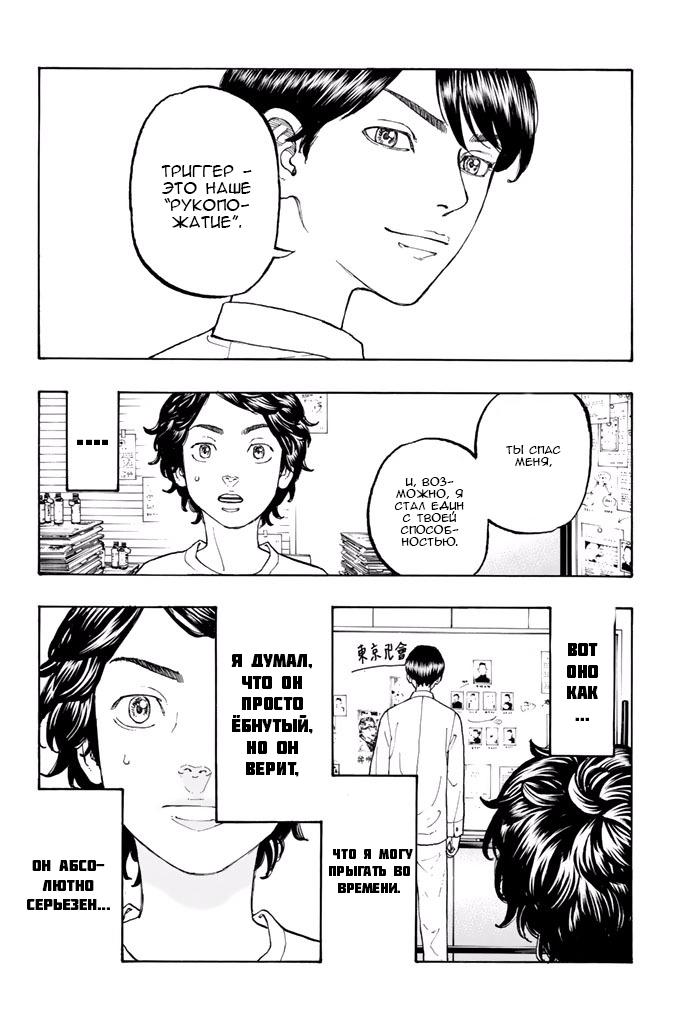 ТРИГГЕР -
ЭТО НАШЕ
"РУКОПО-
ЖАТИЕ".
ТЫ СПАС
МЕНЯ,
И, ВОЗ-
МОЖНО, Я
СТАЛ ЕДИН
С ТВОЕЙ
СПОСОБ-
НОСТЬЮ.
....
ВОТ
ОНО
КАК
...
東京卍會
Я ДУМАЛ,
ЧТО ОН
ПРОСТО
ЁБНУТЫЙ,
НО ОН
ВЕРИТ,
ЧТО Я МОГУ
ПРЫГАТЬ ВО
ВРЕМЕНИ.
ОН АБСО-
ЛЮТНО
СЕРЬЕЗЕН...